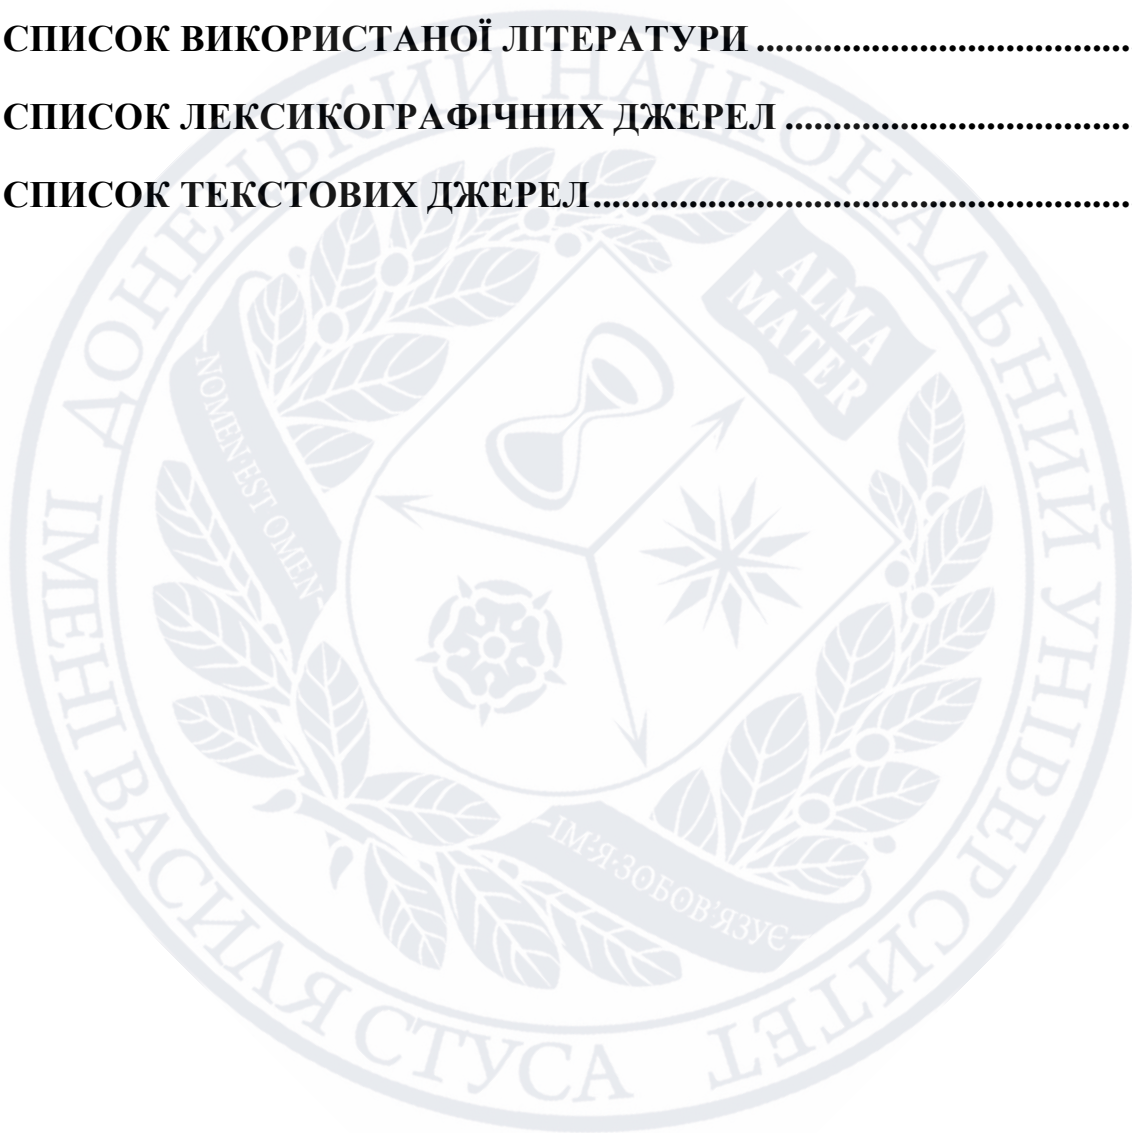 СПИСОК ВИКОРИСТАНОЇ ЛІТЕРАТУРИ ........................................
СПИСОК ЛЕКСИКОГРАФІЧНИХ ДЖЕРЕЛ .....................................
СПИСОК ТЕКСТОВИХ ДЖЕРЕЛ.........................................................
ДОНЕЦЬКИЙ НАЦІОНАЛЬНИЙ УНІВЕРСИТЕТ
ІМЕНІ ВАСИЛЯ СТУСА
ALMA
MATER
NOMEN·EST OMEN
ІМ'Я·ЗОБОВ'ЯЗУЄ